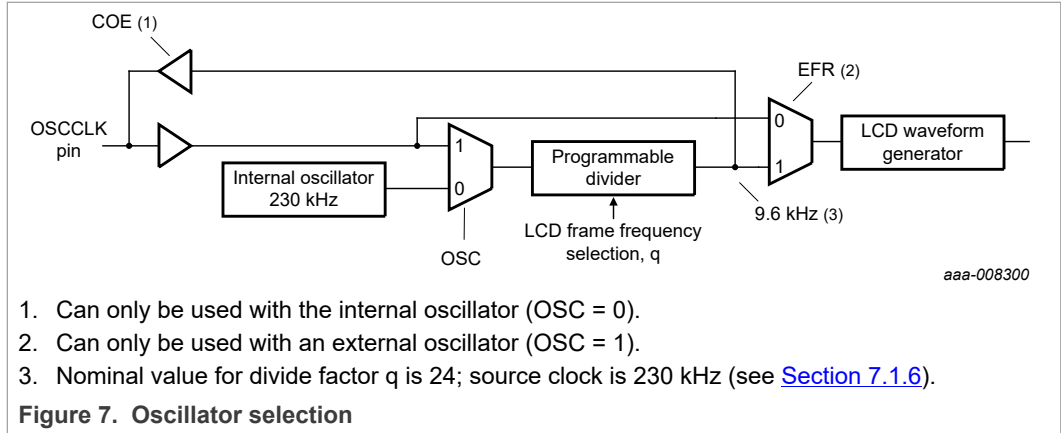 COE (1)
EFR (2)
OSCCLK
pin
0
1
LCD waveform
generator
1
0
Programmable
divider
Internal oscillator
230 kHz
9.6 kHz (3)
LCD frame frequency
selection, q
OSC
aaa-008300
1. Can only be used with the internal oscillator (OSC = 0).
2. Can only be used with an external oscillator (OSC = 1).
3. Nominal value for divide factor q is 24; source clock is 230 kHz (see Section 7.1.6).
Figure 7. Oscillator selection